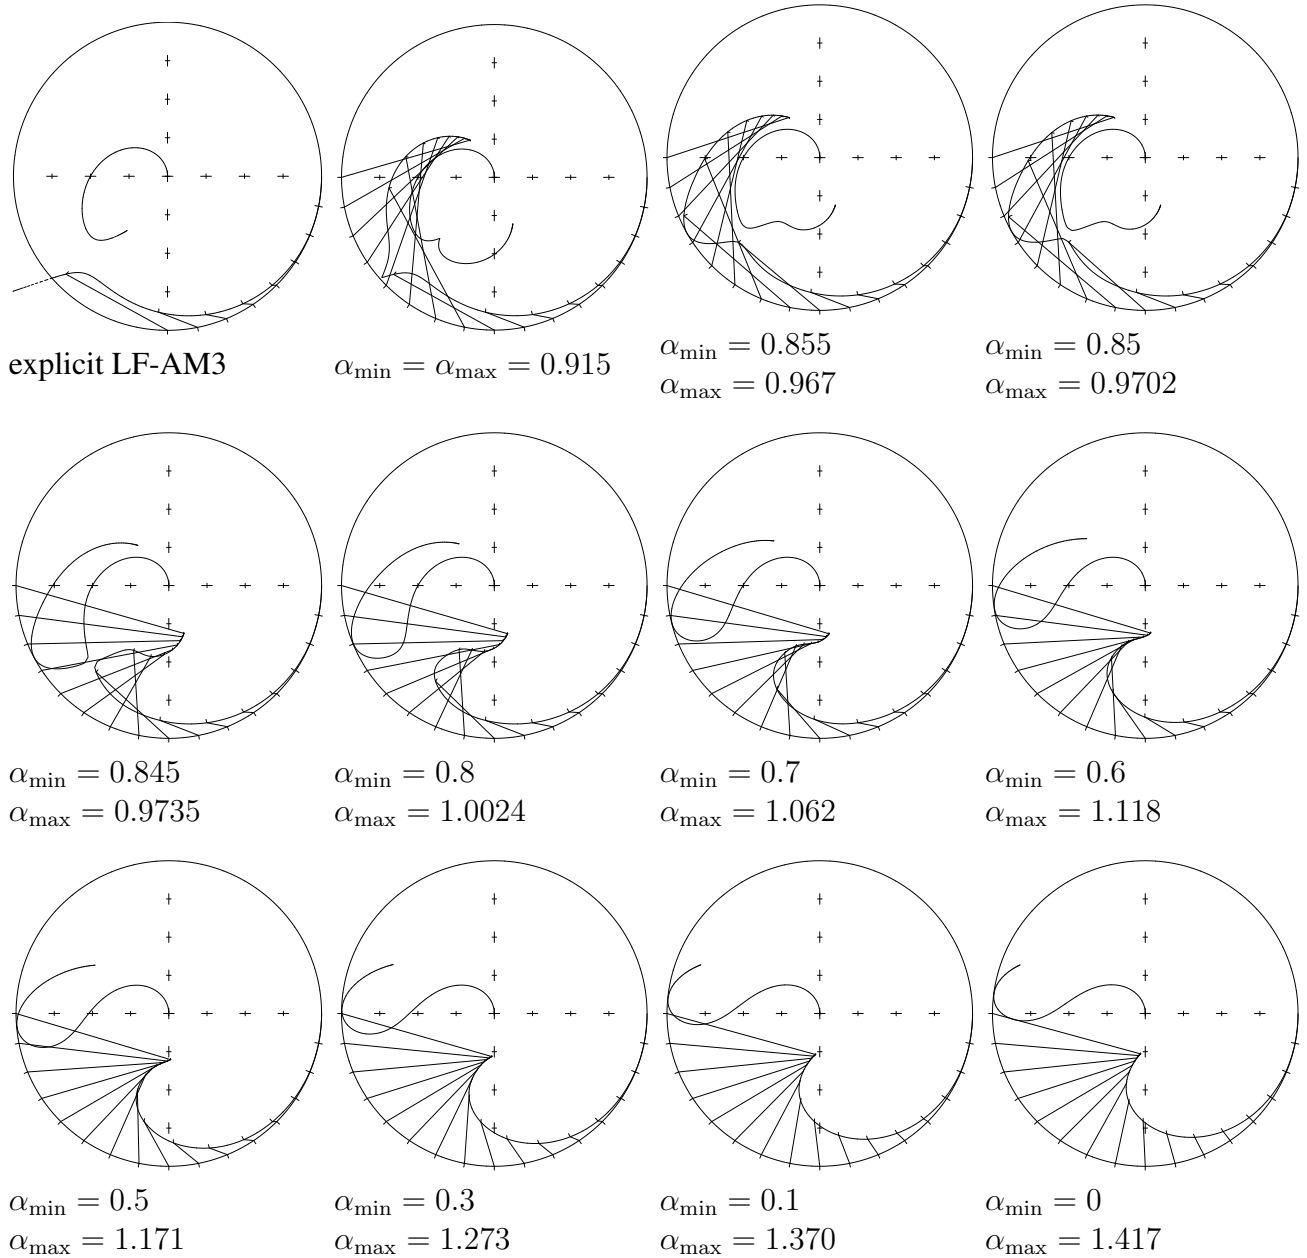 explicit LF-AM3
α_min = α_max = 0.915
α_min = 0.855
α_max = 0.967
α_min = 0.85
α_max = 0.9702
α_min = 0.845
α_max = 0.9735
α_min = 0.8
α_max = 1.0024
α_min = 0.7
α_max = 1.062
α_min = 0.6
α_max = 1.118
α_min = 0.5
α_max = 1.171
α_min = 0.3
α_max = 1.273
α_min = 0.1
α_max = 1.370
α_min = 0
α_max = 1.417